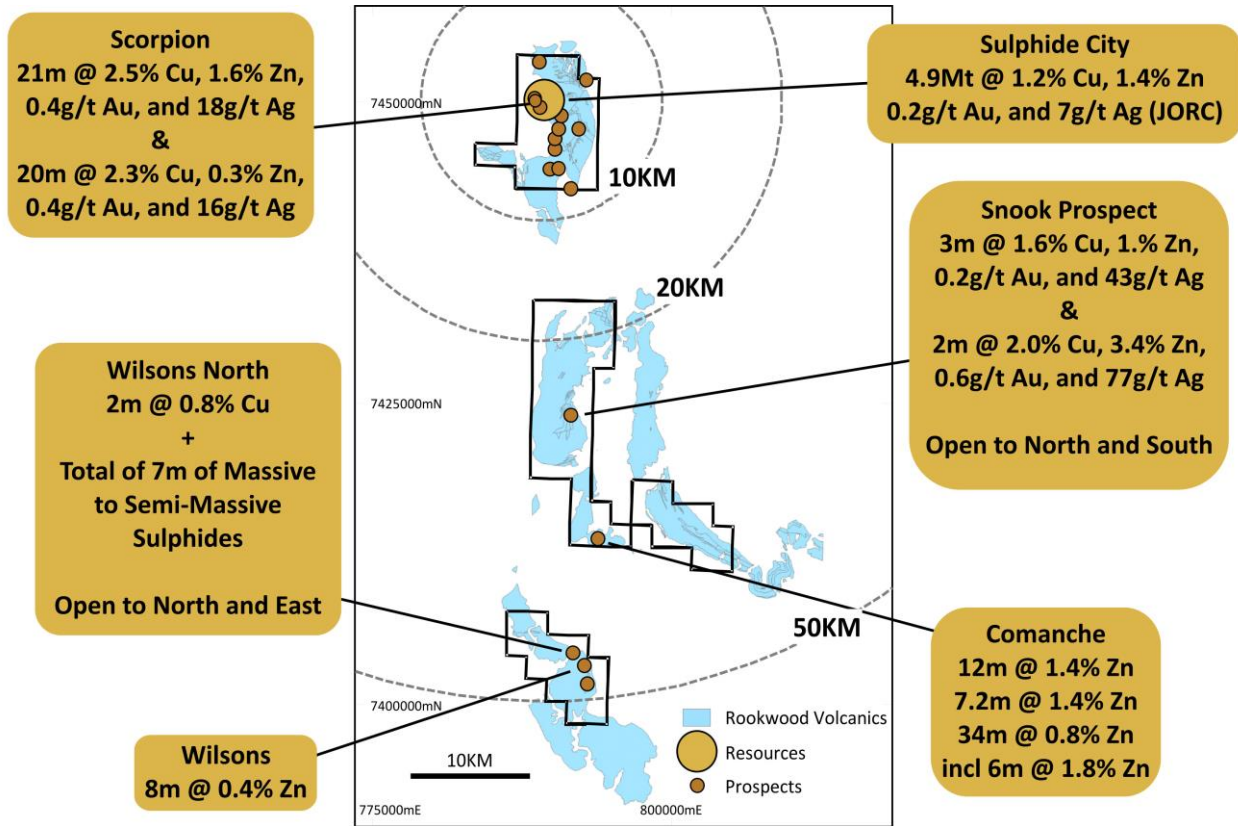 Scorpion
21m @ 2.5% Cu, 1.6% Zn,
0.4g/t Au, and 18g/t Ag
&
20m @ 2.3% Cu, 0.3% Zn,
0.4g/t Au, and 16g/t Ag
Sulphide City
4.9Mt @ 1.2% Cu, 1.4% Zn
0.2g/t Au, and 7g/t Ag (JORC)
7450000mN
10KM
Snook Prospect
3m @ 1.6% Cu, 1.% Zn,
0.2g/t Au, and 43g/t Ag
&
2m @ 2.0% Cu, 3.4% Zn,
0.6g/t Au, and 77g/t Ag
Open to North and South
20KM
Wilsons North
2m @ 0.8% Cu
+
Total of 7m of Massive
to Semi-Massive
Sulphides
Open to North and East
7425000mN
50KM
Comanche
12m @ 1.4% Zn
7.2m @ 1.4% Zn
34m @ 0.8% Zn
incl 6m @ 1.8% Zn
7400000mN
Wilsons
8m @ 0.4% Zn
Rookwood Volcanics
Resources
Prospects
10KM
775000mE
800000mE